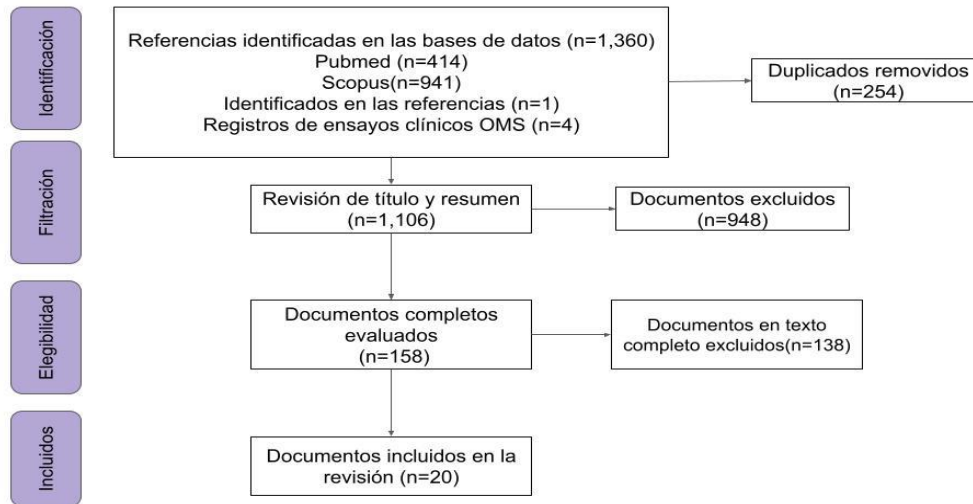 Identificación
Referencias identificadas en las bases de datos (n=1,360)
Pubmed (n=414)
Scopus(n=941)
Identificados en las referencias (n=1)
Registros de ensayos clínicos OMS (n=4)
Duplicados removidos
(n=254)
Filtración
Revisión de título y resumen
(n=1,106)
Documentos excluidos
(n=948)
Elegibilidad
Documentos completos
evaluados
(n=158)
Documentos en texto
completo excluidos(n=138)
Incluidos
Documentos incluidos en la
revisión (n=20)